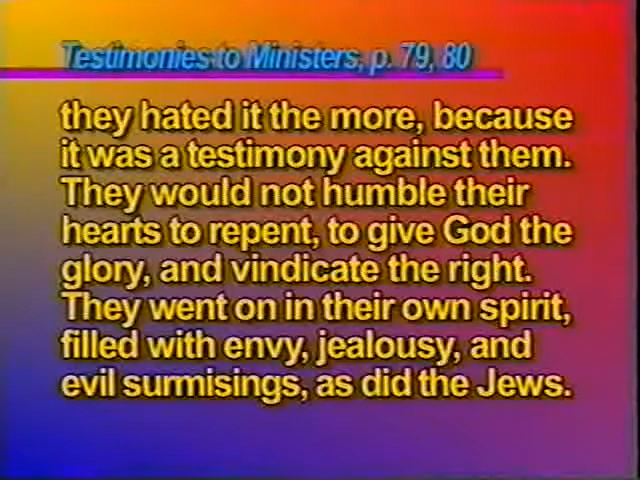 Testimonies to Ministers, p. 79, 80
they hated it the more, because
it was a testimony against them.
They would not humble their
hearts to repent, to give God the
glory, and vindicate the right.
They went on in their own spirit,
filled with envy, jealousy, and
evil surmisings, as did the Jews.